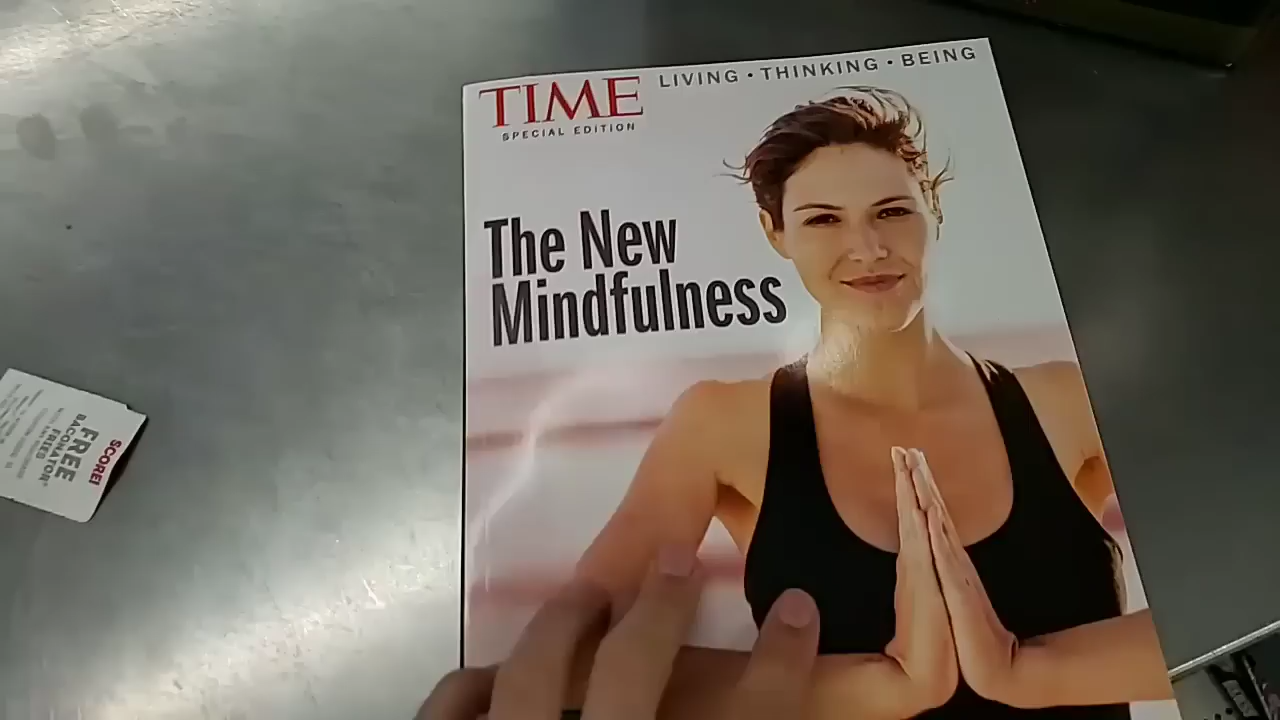 TIME
LIVING • THINKING • BEING
SPECIAL EDITION
The New
Mindfulness
SCORE!
FREE
BACONATOR®
FRIES